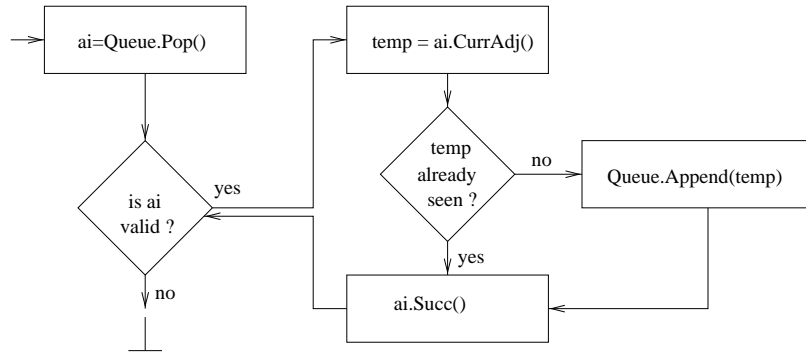 ai=Queue.Pop()
temp = ai.CurrAdj()
is ai
valid ?
yes
no
temp
already
seen ?
no
yes
Queue.Append(temp)
ai.Succ()